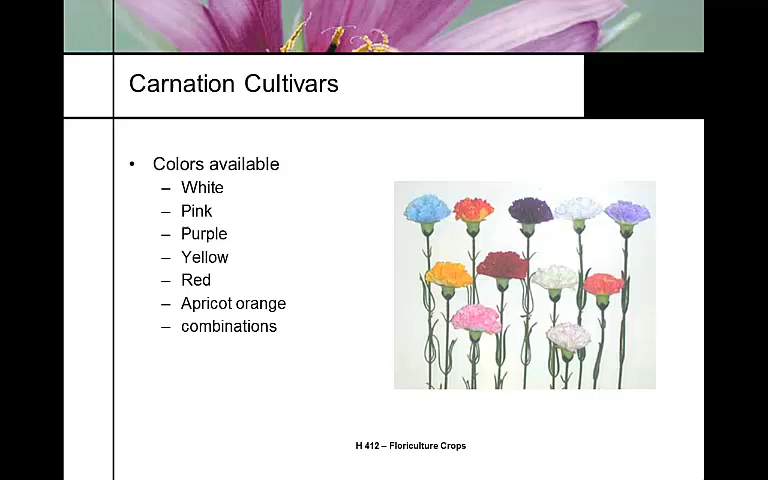 Carnation Cultivars
• Colors available
– White
– Pink
– Purple
– Yellow
– Red
– Apricot orange
– combinations
H 412 – Floriculture Crops